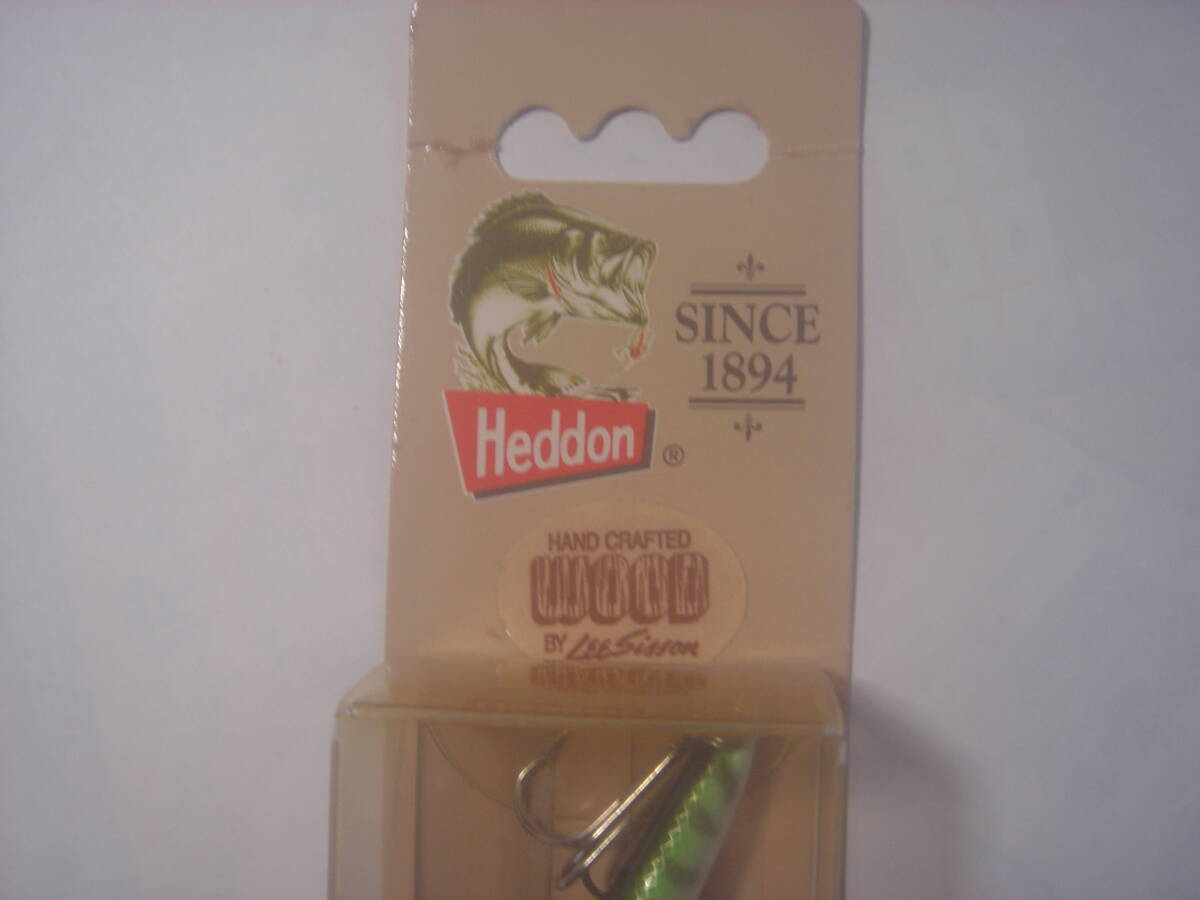 SINCE
1894
Heddon ®
HAND CRAFTED
WOOD
BY Lee Sisson